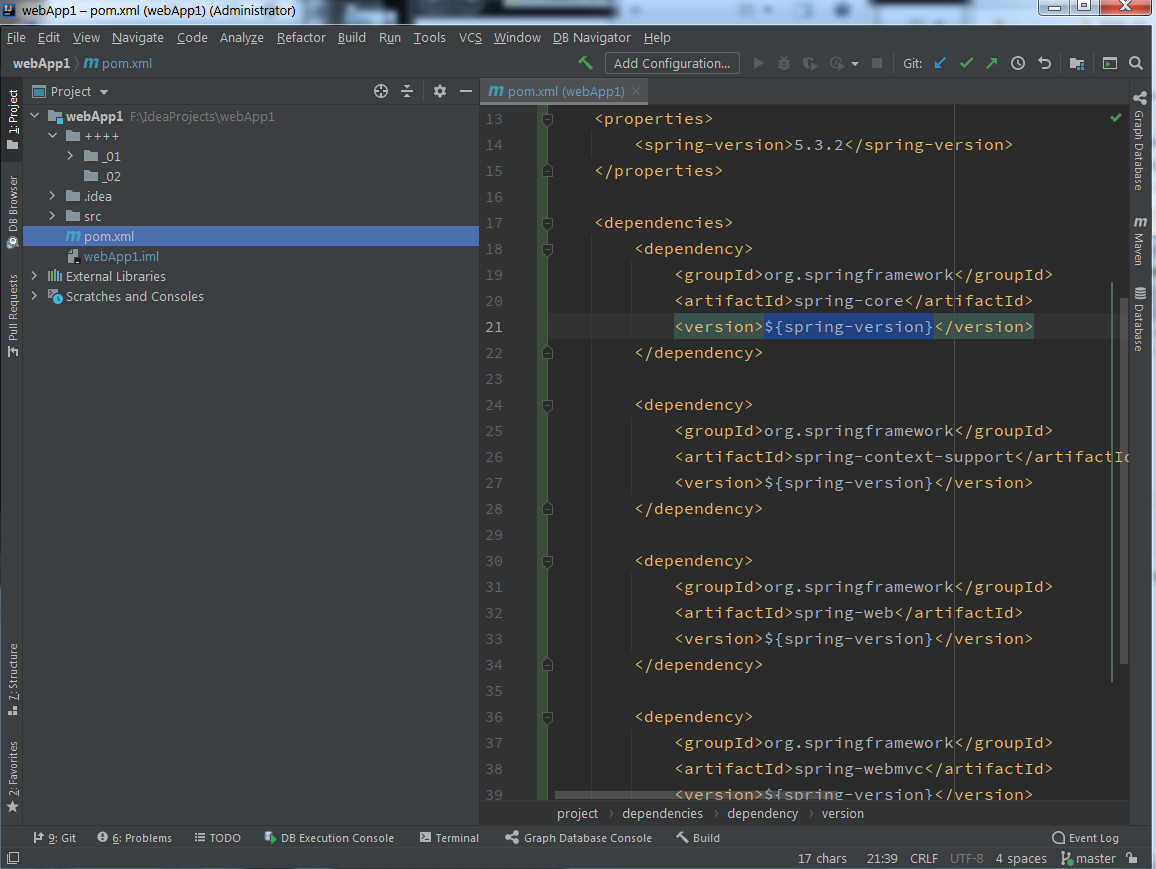 webApp1 – pom.xml (webApp1) (Administrator)
File Edit View Navigate Code Analyze Refactor Build Run Tools VCS Window DB Navigator Help
webApp1 pom.xml Add Configuration... Git:
Project
pom.xml (webApp1)
webApp1 F:\IdeaProjects\webApp1
++++
_01
_02
.idea
src
pom.xml
webApp1.iml
External Libraries
Scratches and Consoles
1: Project
DB Browser
Pull Requests
7: Structure
2: Favorites
13 <properties>
14 <spring-version>5.3.2</spring-version>
15 </properties>
16
17 <dependencies>
18 <dependency>
19 <groupId>org.springframework</groupId>
20 <artifactId>spring-core</artifactId>
21 <version>${spring-version}</version>
22 </dependency>
23
24 <dependency>
25 <groupId>org.springframework</groupId>
26 <artifactId>spring-context-support</artifactId
27 <version>${spring-version}</version>
28 </dependency>
29
30 <dependency>
31 <groupId>org.springframework</groupId>
32 <artifactId>spring-web</artifactId>
33 <version>${spring-version}</version>
34 </dependency>
35
36 <dependency>
37 <groupId>org.springframework</groupId>
38 <artifactId>spring-webmvc</artifactId>
39 <version>${spring-version}</version>
Graph Database
Maven
Database
project dependencies dependency version
9: Git 6: Problems TODO DB Execution Console Terminal Graph Database Console Build Event Log
17 chars 21:39 CRLF UTF-8 4 spaces master